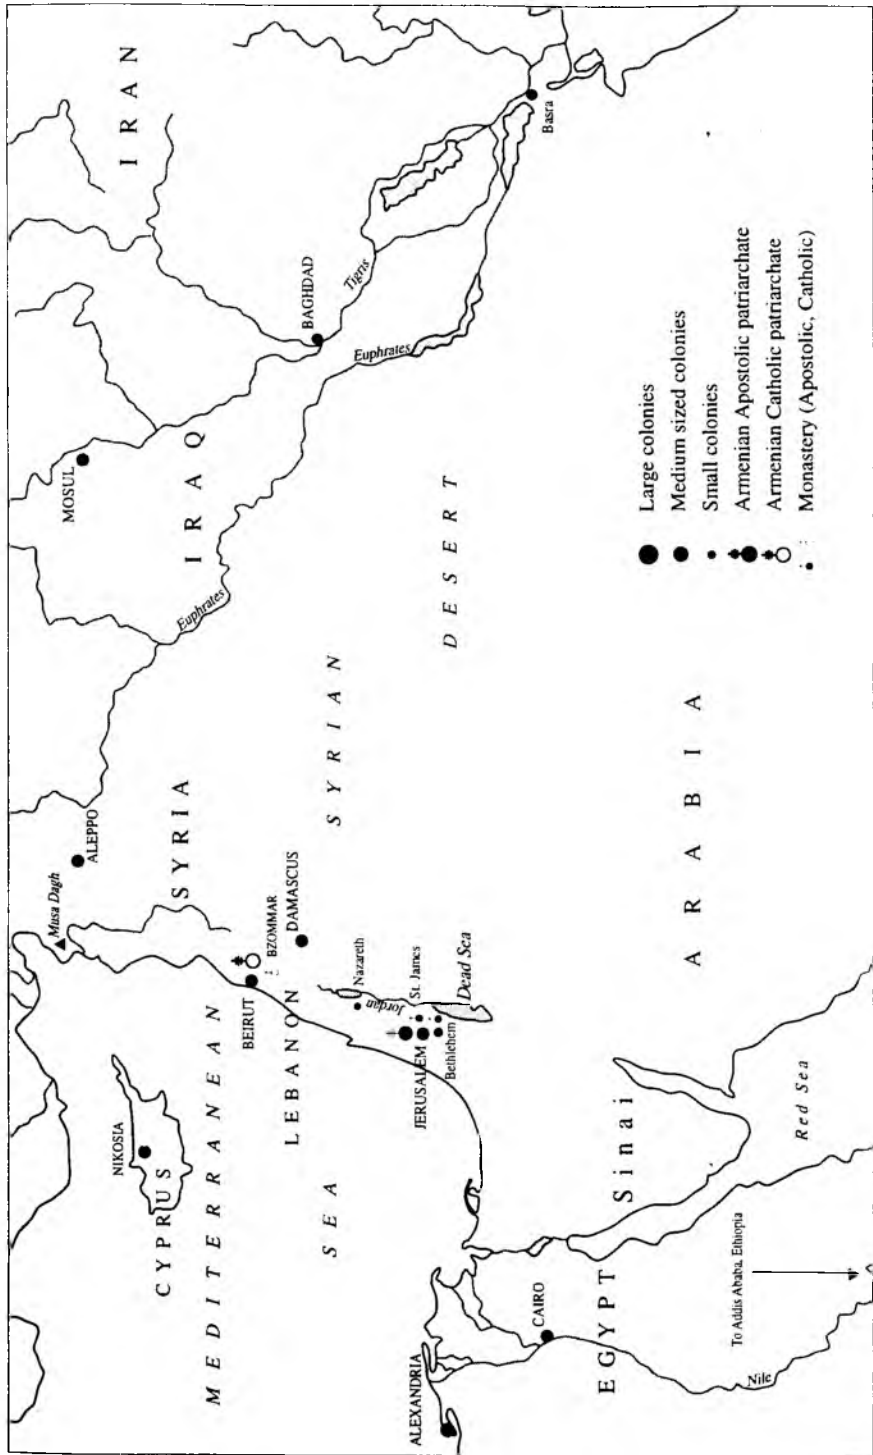 IRAN
IRAQ
MOSUL
BAGHDAD
Tigris
Euphrates
Euphrates
Basra
Musa Dagh
ALEPPO
SYRIA
SYRIAN
DESERT
CYPRUS
NIKOSIA
MEDITERRANEAN
SEA
BEIRUT
BZOMMAR
LEBANON
DAMASCUS
Nazareth
Jordan
St. James
JERUSALEM
Bethlehem
Dead Sea
ARABIA
Sinai
Red Sea
ALEXANDRIA
CAIRO
EGYPT
Nile
To Addis Ababa, Ethiopia
Large colonies
Medium sized colonies
Small colonies
Armenian Apostolic patriarchate
Armenian Catholic patriarchate
Monastery (Apostolic, Catholic)